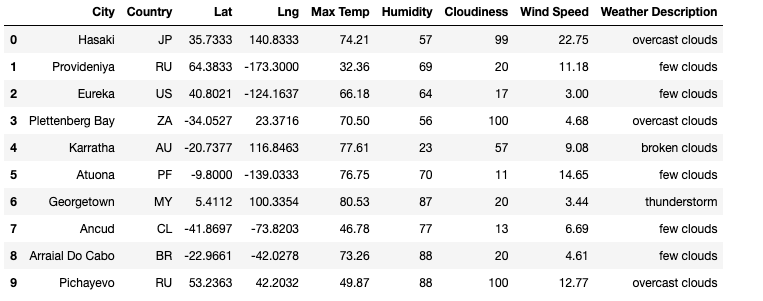 City Country Lat Lng Max Temp Humidity Cloudiness Wind Speed Weather Description
0 Hasaki JP 35.7333 140.8333 74.21 57 99 22.75 overcast clouds
1 Provideniya RU 64.3833 -173.3000 32.36 69 20 11.18 few clouds
2 Eureka US 40.8021 -124.1637 66.18 64 17 3.00 few clouds
3 Plettenberg Bay ZA -34.0527 23.3716 70.50 56 100 4.68 overcast clouds
4 Karratha AU -20.7377 116.8463 77.61 23 57 9.08 broken clouds
5 Atuona PF -9.8000 -139.0333 76.75 70 11 14.65 few clouds
6 Georgetown MY 5.4112 100.3354 80.53 87 20 3.44 thunderstorm
7 Ancud CL -41.8697 -73.8203 46.78 77 13 6.69 few clouds
8 Arraial Do Cabo BR -22.9661 -42.0278 73.26 88 20 4.61 few clouds
9 Pichayevo RU 53.2363 42.2032 49.87 88 100 12.77 overcast clouds